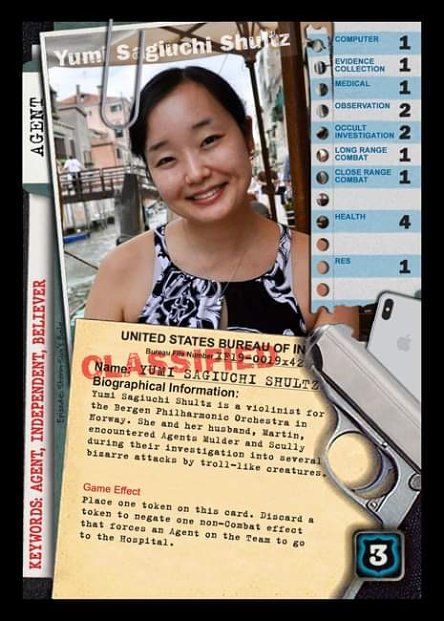 Yumi Sagiuchi Shultz
AGENT
KEYWORDS: AGENT, INDEPENDENT, BELIEVER
COMPUTER 1
EVIDENCE
COLLECTION 1
MEDICAL 1
OBSERVATION 2
OCCULT
INVESTIGATION 2
LONG RANGE
COMBAT 1
CLOSE RANGE
COMBAT 1
HEALTH 4
RES 1
UNITED STATES BUREAU OF IN
Bureau File Number
CLASSIFIED
Name: YUMI SAGIUCHI SHULTZ
Biographical Information:
Yumi Sagiuchi Shultz is a violinist for
the Bergen Philharmonic Orchestra in
Norway. She and her husband, Martin,
encountered Agents Mulder and Scully
during their investigation into several
bizarre attacks by troll-like creatures.
Game Effect
Place one token on this card. Discard a
token to negate one non-Combat effect
that forces an Agent on the Team to go
to the Hospital.
3